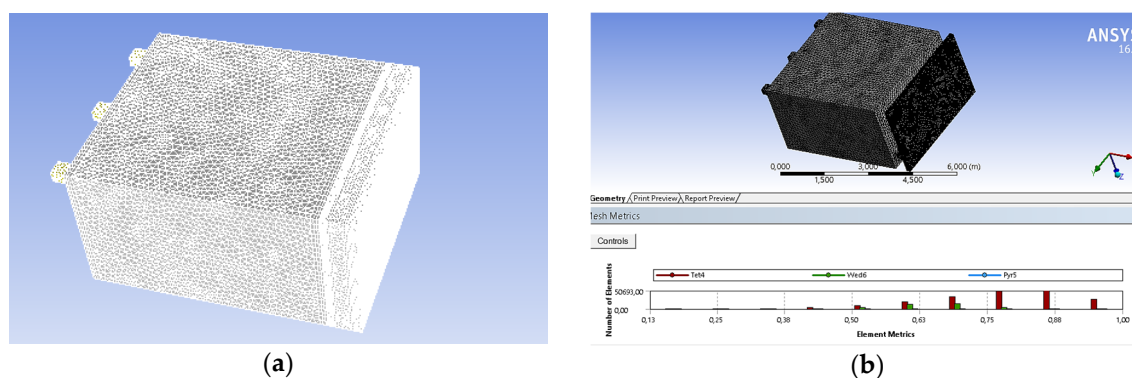 ANSYS
16,
0,000 3,000 6,000 (m)
1,500 4,500
Y
Z
Geometry Print Preview Report Preview
Mesh Metrics
Controls
Tet4 Wed6 Pyr5
Number of Elements
50693,00
0,00
0,13 0,25 0,38 0,50 0,63 0,75 0,88 1,00
Element Metrics
(a) (b)